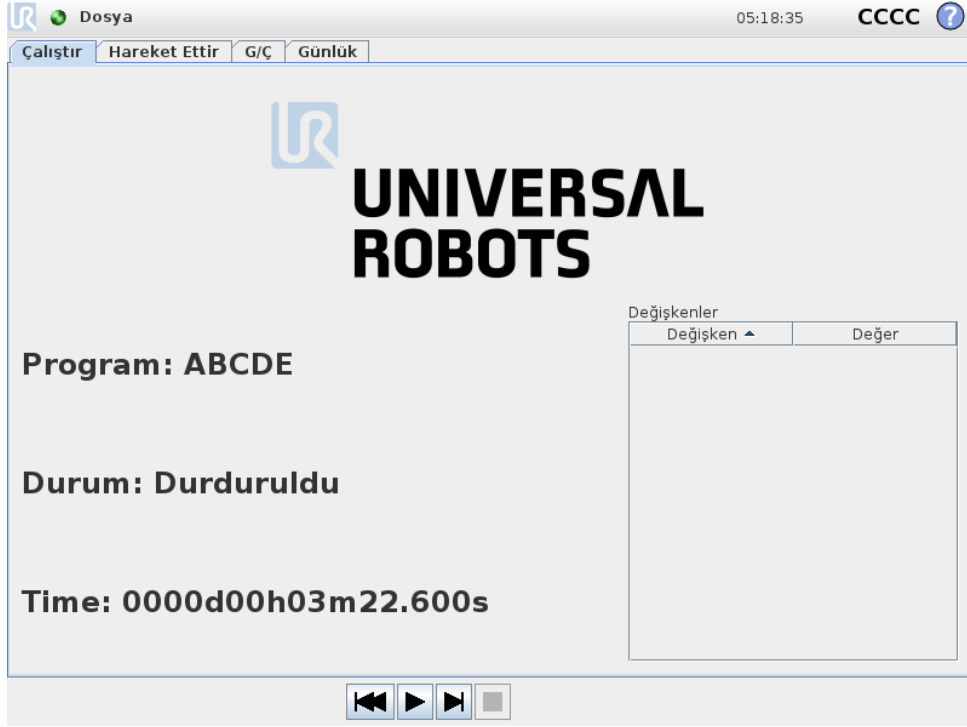 Dosya 05:18:35 CCCC ?
Çalıştır Hareket Ettir G/Ç Günlük
UR
UNIVERSAL
ROBOTS
Değişkenler
Değişken Değer
Program: ABCDE
Durum: Durduruldu
Time: 0000d00h03m22.600s